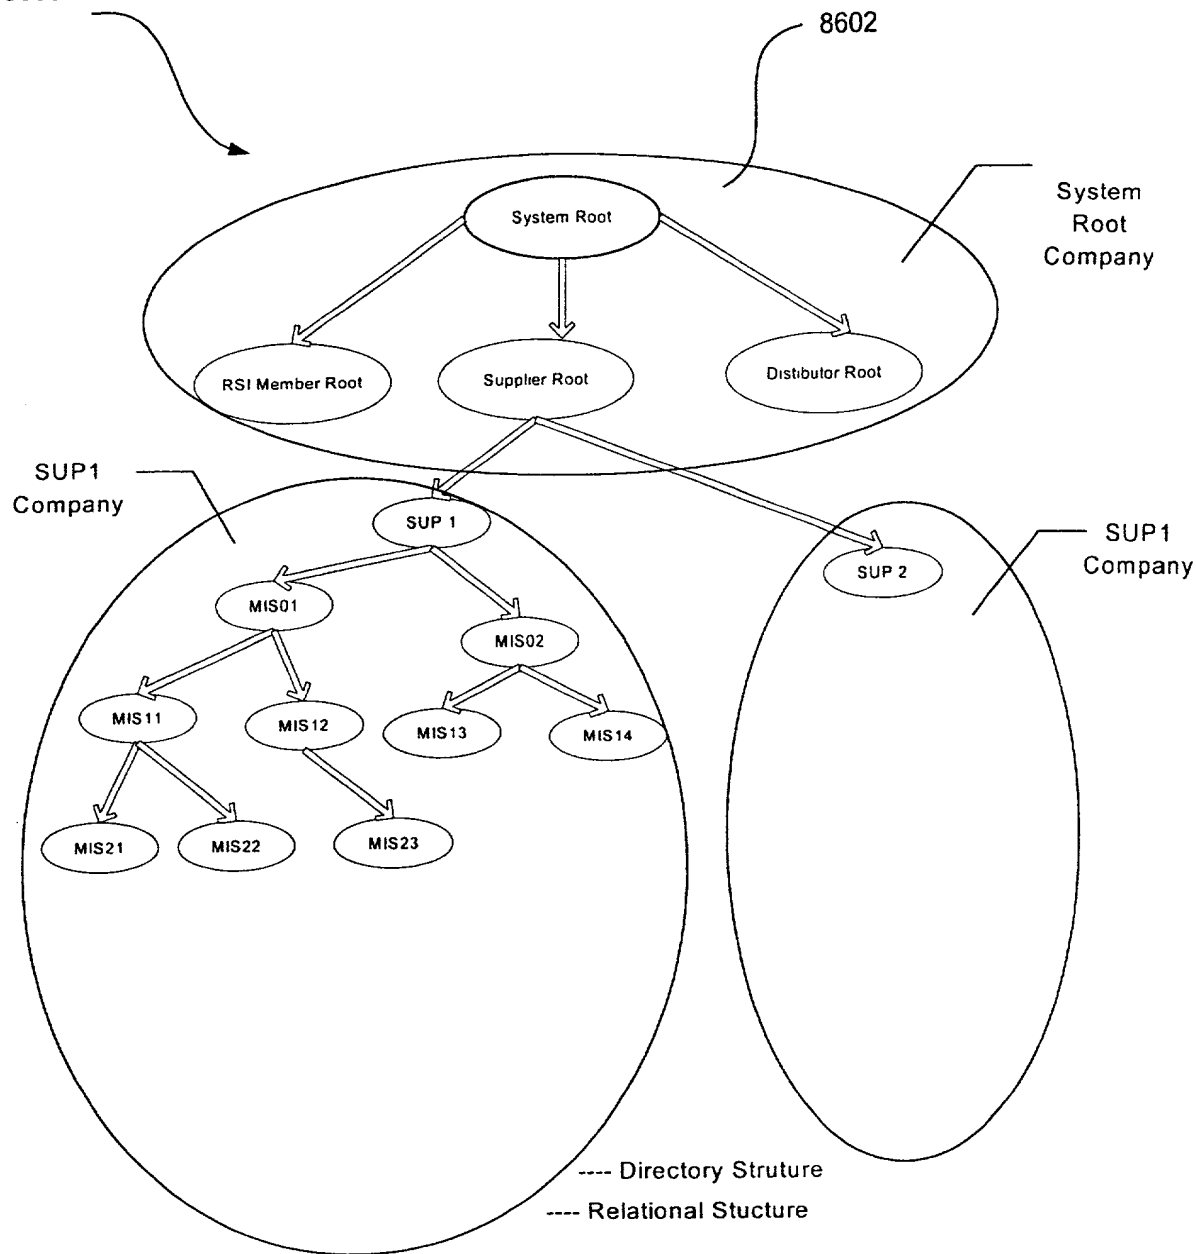 8602
System
Root
Company
System Root
RSI Member Root
Supplier Root
Distibutor Root
SUP1
Company
SUP 1
SUP1
Company
SUP 2
MIS01
MIS02
MIS11
MIS12
MIS13
MIS14
MIS21
MIS22
MIS23
---- Directory Struture
---- Relational Stucture